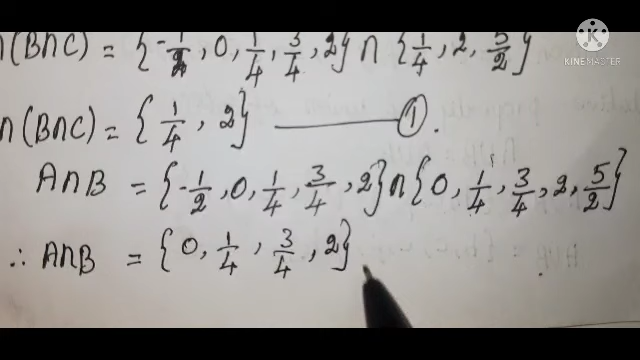 ∩(B∩C) = {-1/2, 0, 1/4, 3/4, 2} ∩ {1/4, 2, 5/2}
∩(B∩C) = {1/4, 2} ——— ①.
A∩B = {-1/2, 0, 1/4, 3/4, 2} ∩ {0, 1/4, 3/4, 2, 5/2}
∴ A∩B = {0, 1/4, 3/4, 2}
KINEMASTER